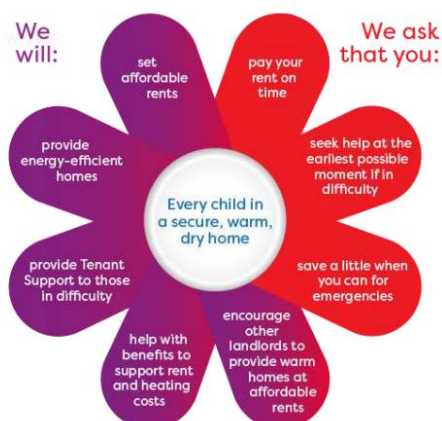 We
will:
We ask
that you:
set
affordable
rents
pay your
rent on
time
provide
energy-efficient
homes
seek help at the
earliest possible
moment if in
difficulty
Every child in
a secure, warm,
dry home
provide Tenant
Support to those
in difficulty
save a little when
you can for
emergencies
help with
benefits to
support rent
and heating
costs
encourage
other
landlords to
provide warm
homes at
affordable
rents